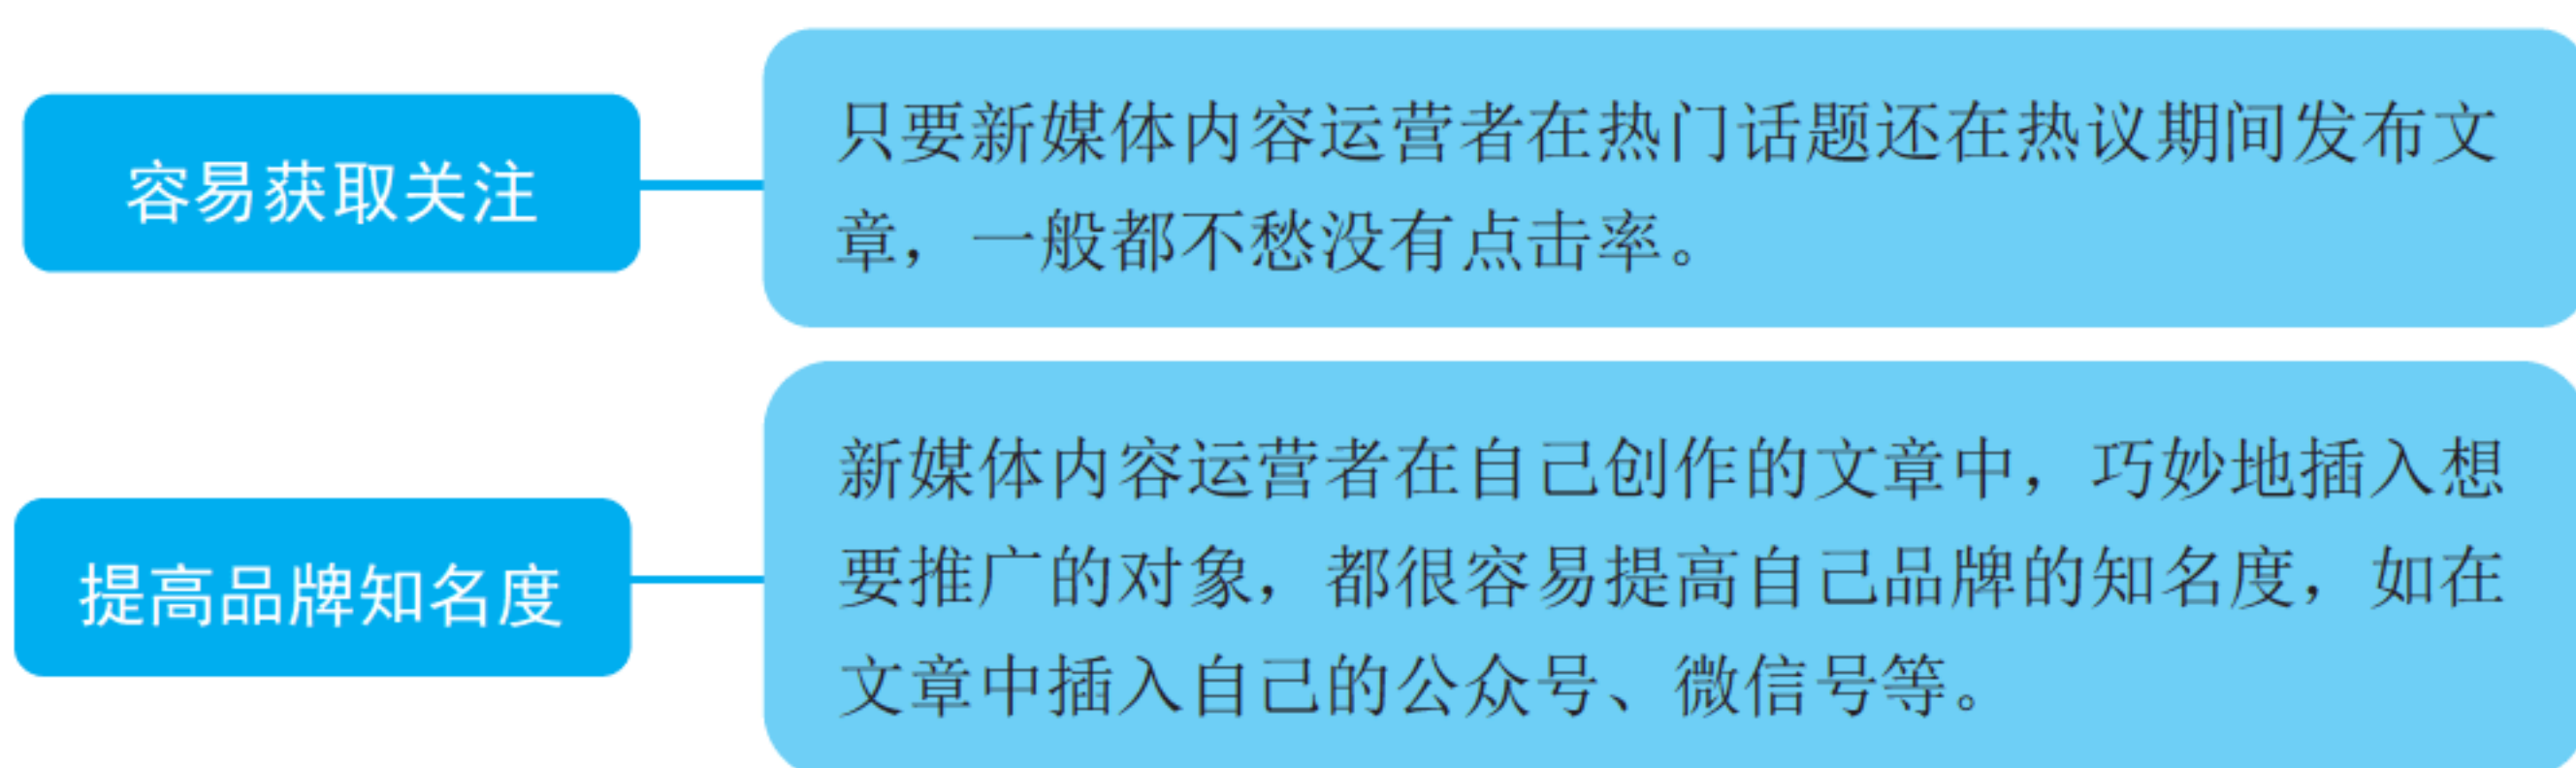 容易获取关注
只要新媒体内容运营者在热门话题还在热议期间发布文
章，一般都不愁没有点击率。
提高品牌知名度
新媒体内容运营者在自己创作的文章中，巧妙地插入想
要推广的对象，都很容易提高自己品牌的知名度，如在
文章中插入自己的公众号、微信号等。